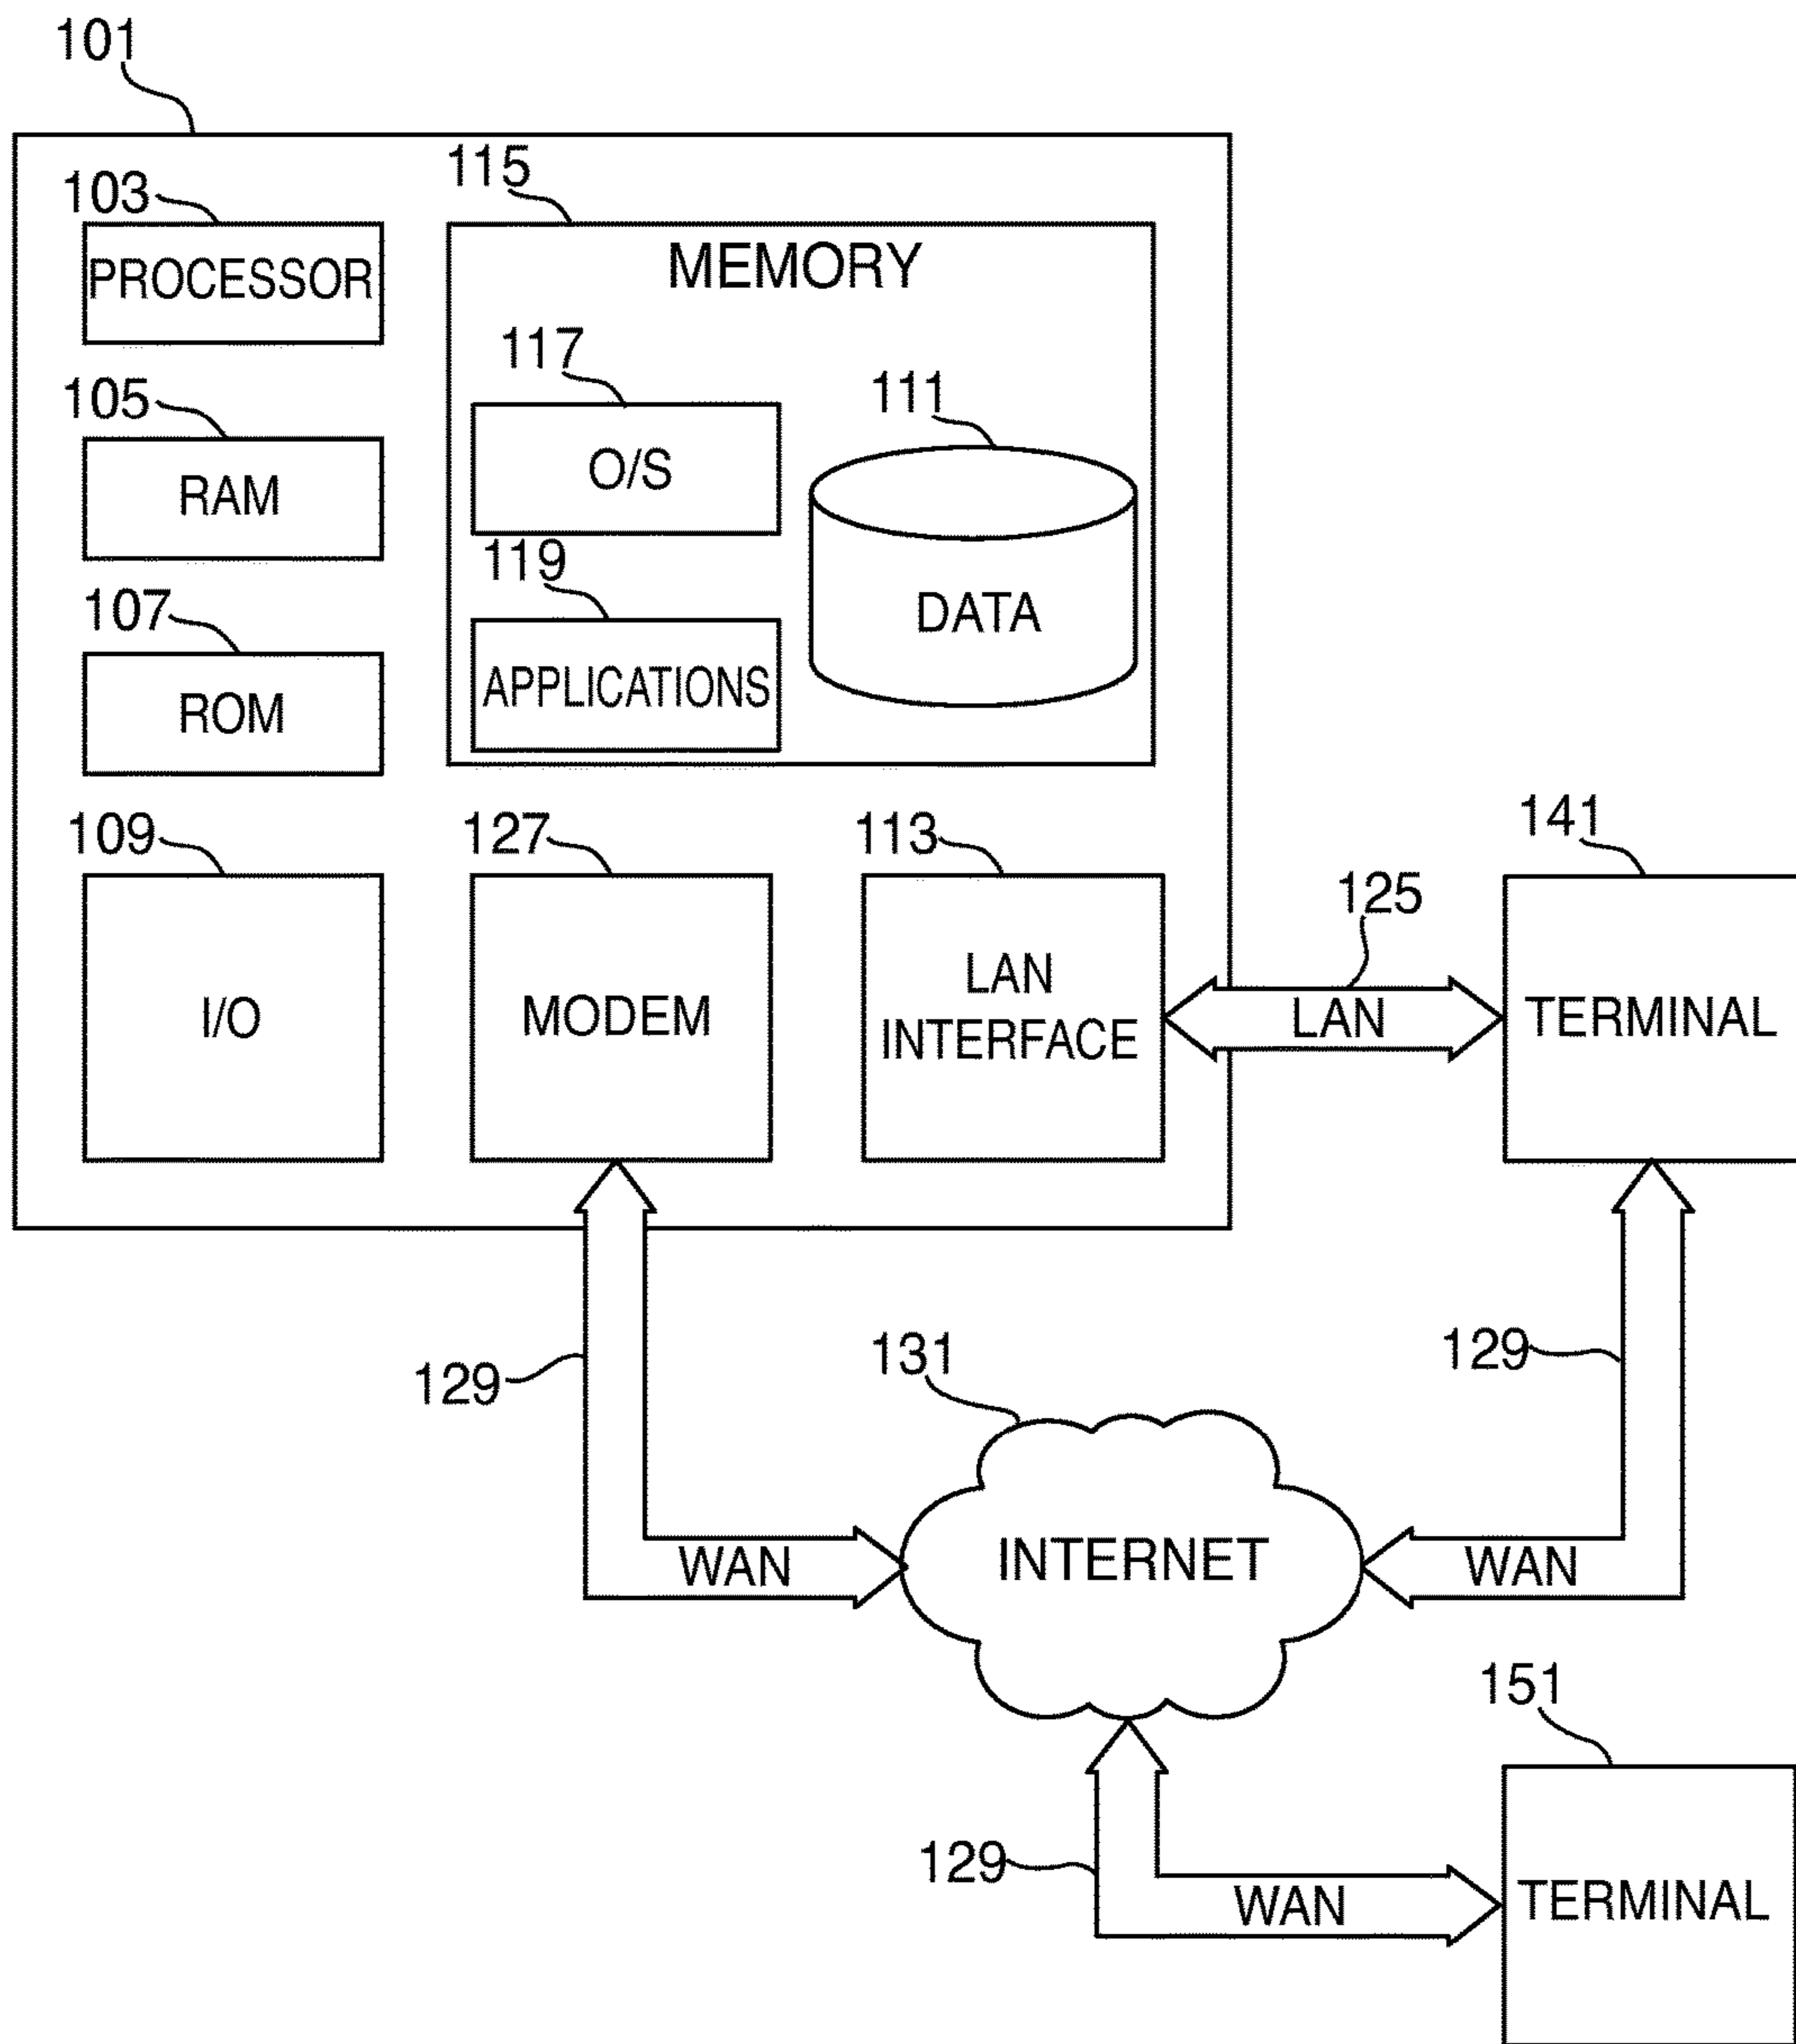 101
103
PROCESSOR
115
MEMORY
105
RAM
117
O/S
111
DATA
107
ROM
119
APPLICATIONS
109
I/O
127
MODEM
113
LAN
INTERFACE
125
LAN
141
TERMINAL
129
WAN
131
INTERNET
129
WAN
129
WAN
151
TERMINAL